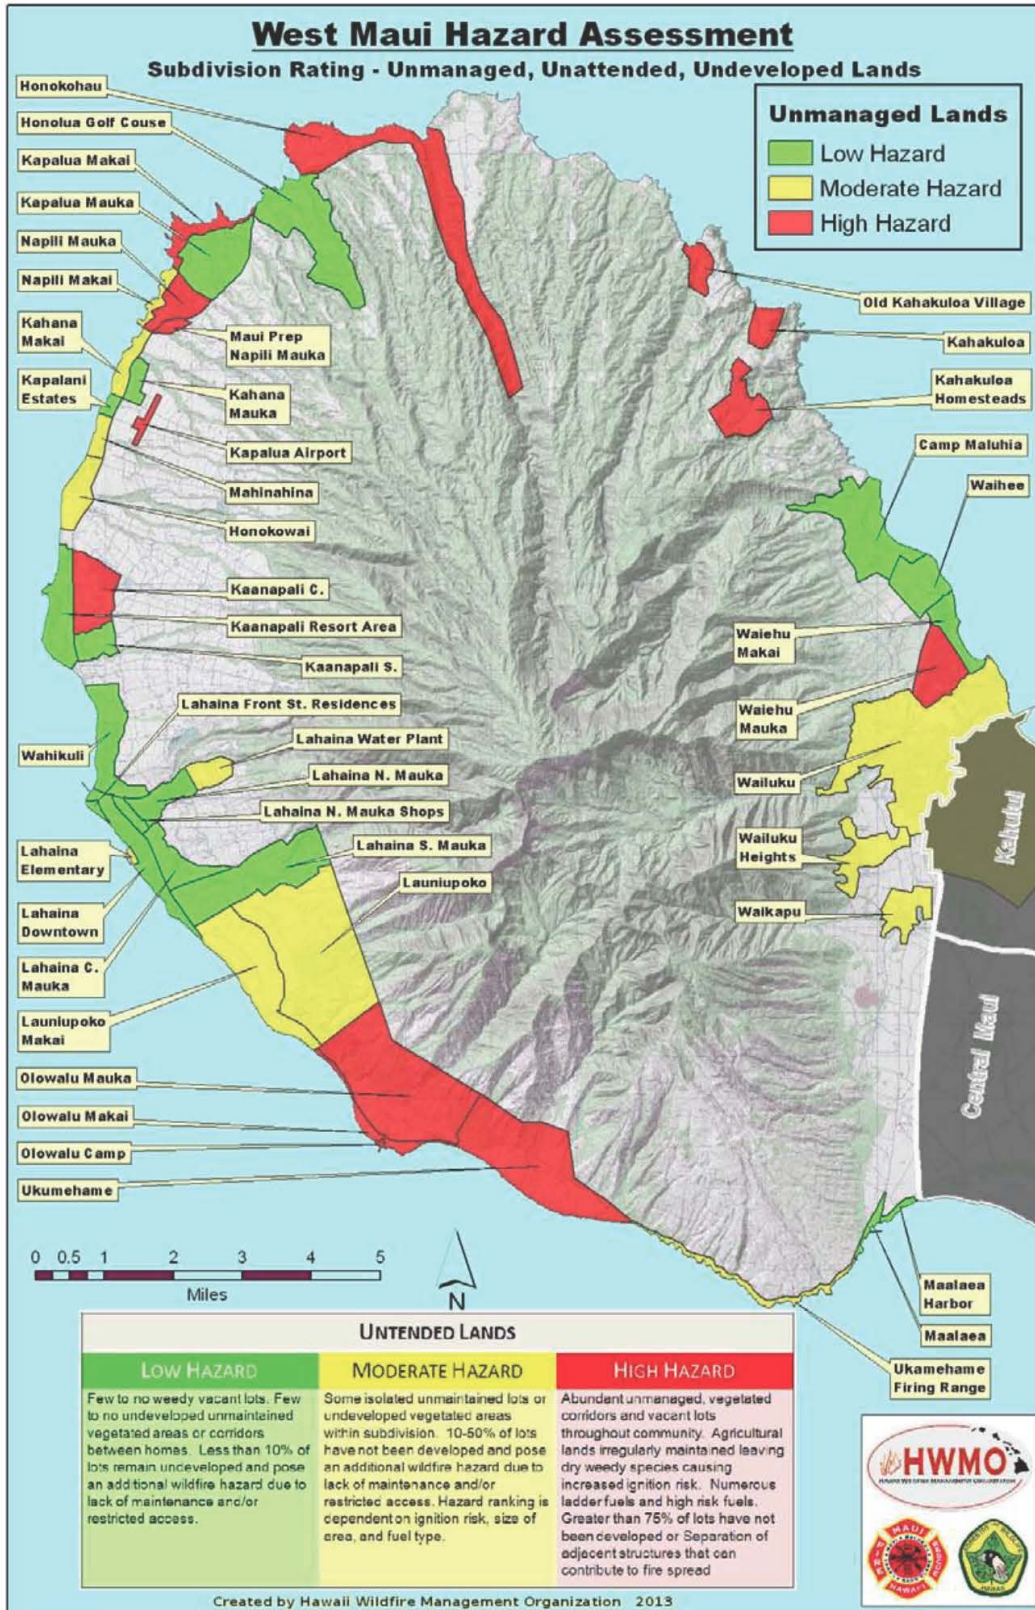 West Maui Hazard Assessment
Subdivision Rating - Unmanaged, Unattended, Undeveloped Lands
Honokohau
Honolua Golf Couse
Kapalua Makai
Kapalua Mauka
Napili Mauka
Napili Makai
Kahana
Makai
Kapalani
Estates
Maui Prep
Napili Mauka
Kahana
Mauka
Kapalua Airport
Mahinahina
Honokowai
Kaanapali C.
Kaanapali Resort Area
Kaanapali S.
Lahaina Front St. Residences
Wahikuli
Lahaina Water Plant
Lahaina N. Mauka
Lahaina N. Mauka Shops
Lahaina
Elementary
Lahaina S. Mauka
Launiupoko
Lahaina
Downtown
Lahaina C.
Mauka
Launiupoko
Makai
Olowalu Mauka
Olowalu Makai
Olowalu Camp
Ukumehame
Unmanaged Lands
Low Hazard
Moderate Hazard
High Hazard
Old Kahakuloa Village
Kahakuloa
Kahakuloa
Homesteads
Camp Maluhia
Waihee
Waiehu
Makai
Waiehu
Mauka
Wailuku
Wailuku
Heights
Waikapu
Kahului
Central Maui
Maalaea
Harbor
Maalaea
Ukamehame
Firing Range
0 0.5 1 2 3 4 5
Miles
N
UNTENDED LANDS
LOW HAZARD
Few to no weedy vacant lots. Few
to no undeveloped unmaintained
vegetated areas or corridors
between homes. Less than 10% of
lots remain undeveloped and pose
an additional wildfire hazard due to
lack of maintenance and/or
restricted access.
MODERATE HAZARD
Some isolated unmaintained lots or
undeveloped vegetated areas
within subdivision. 10-50% of lots
have not been developed and pose
an additional wildfire hazard due to
lack of maintenance and/or
restricted access. Hazard ranking is
dependent on ignition risk, size of
area, and fuel type.
HIGH HAZARD
Abundant unmanaged, vegetated
corridors and vacant lots
throughout community. Agricultural
lands irregularly maintained leaving
dry weedy species causing
increased ignition risk. Numerous
ladder fuels and high risk fuels.
Greater than 75% of lots have not
been developed or Separation of
adjacent structures that can
contribute to fire spread
HWMO
HAWAII WILDFIRE MANAGEMENT ORGANIZATION
MAUI
FIRE
HAWAII
HAWAII
Created by Hawaii Wildfire Management Organization 2013